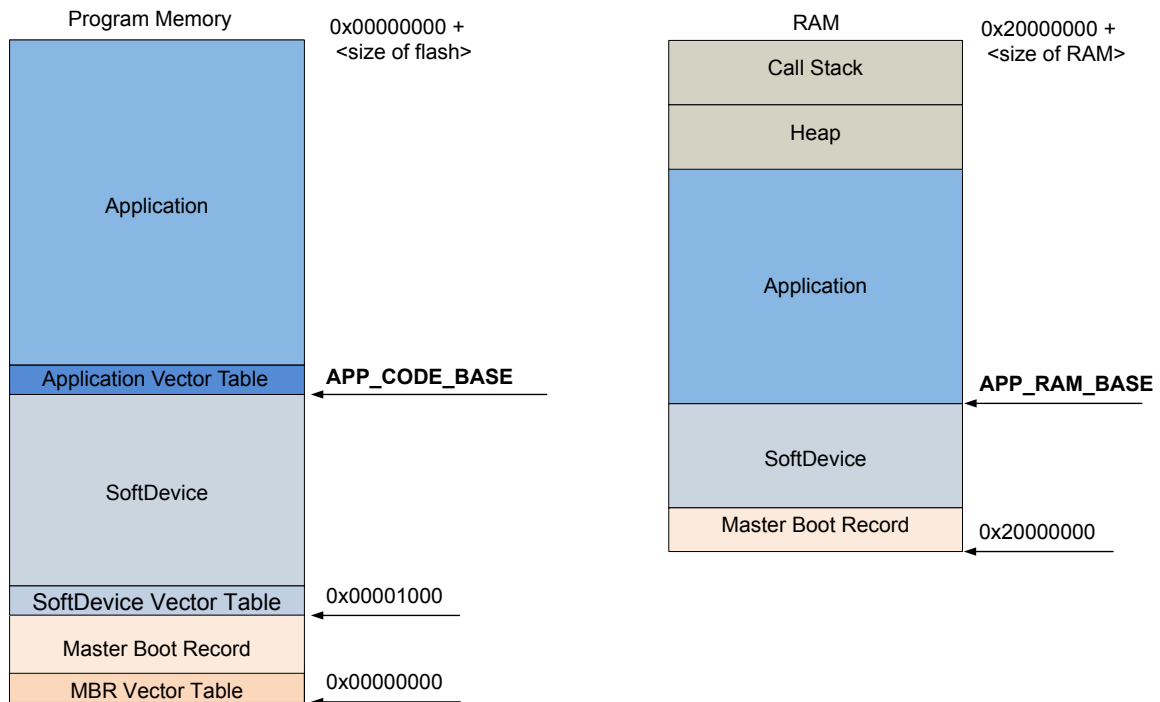 Program Memory
0x00000000 +
<size of flash>
Application
Application Vector Table
APP_CODE_BASE
SoftDevice
SoftDevice Vector Table
0x00001000
Master Boot Record
MBR Vector Table
0x00000000
RAM
0x20000000 +
<size of RAM>
Call Stack
Heap
Application
APP_RAM_BASE
SoftDevice
Master Boot Record
0x20000000